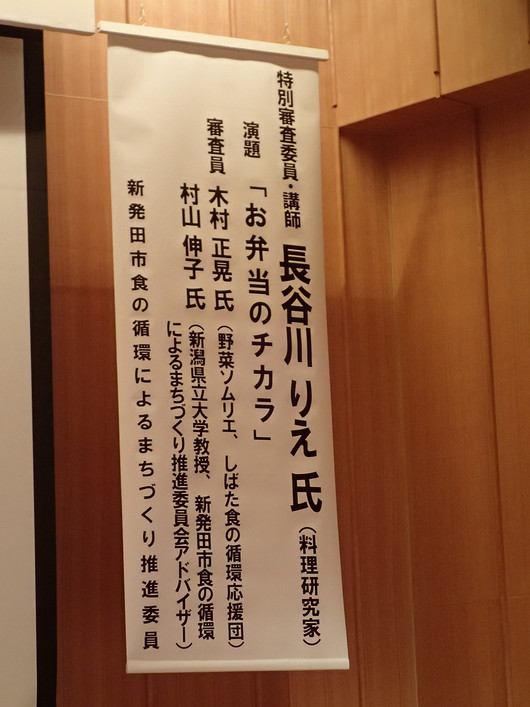 特別審査委員・講師 長谷川 りえ 氏（料理研究家）
演題 「お弁当のチカラ」
審査員 木村 正晃 氏（野菜ソムリエ、しばた食の循環応援団）
村山 伸子 氏（新潟県立大学教授、新発田市食の循環
によるまちづくり推進委員会アドバイザー）
新発田市食の循環によるまちづくり推進委員